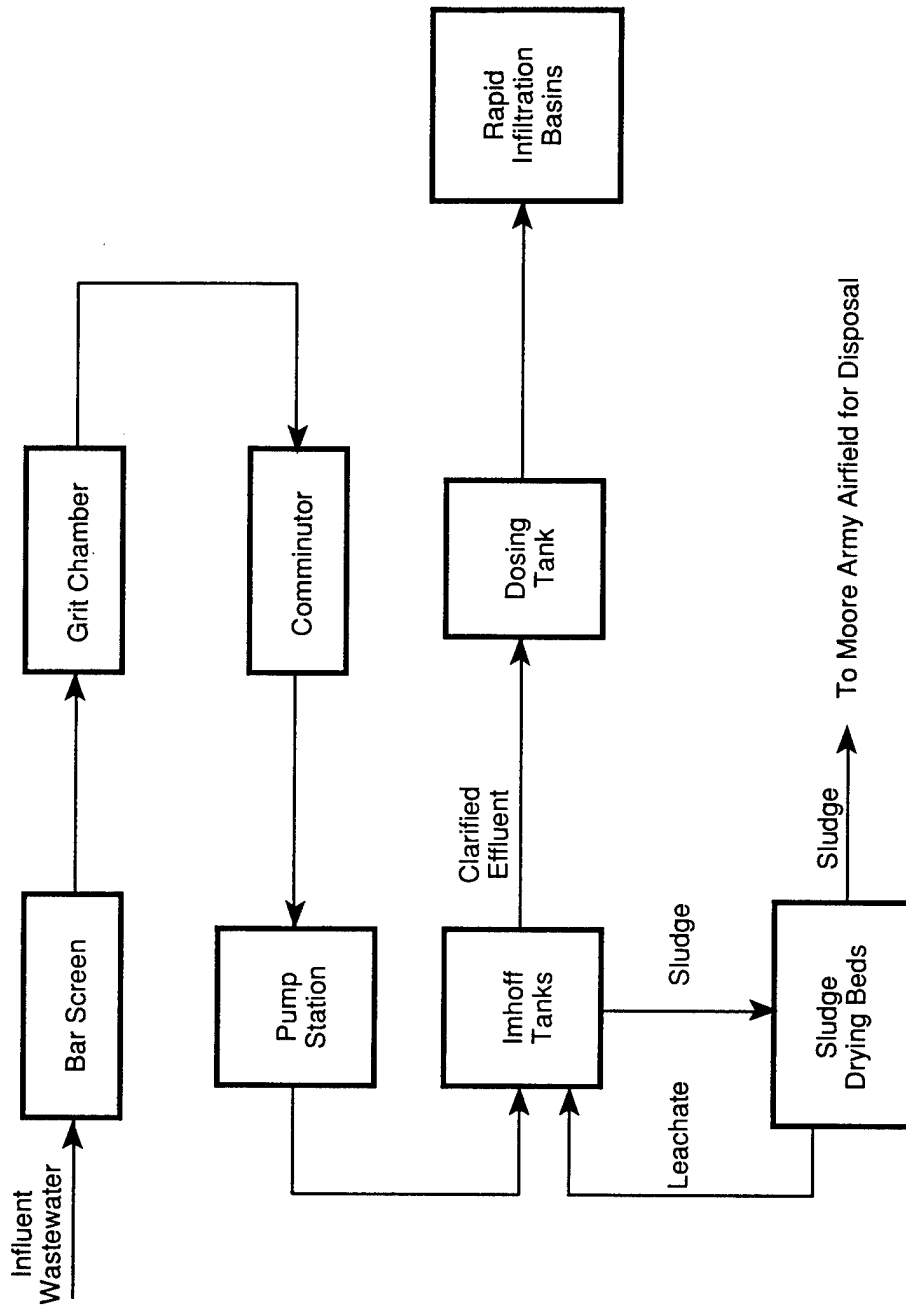 Influent
Wastewater
Bar Screen
Grit Chamber
Comminutor
Pump
Station
Imhoff
Tanks
Clarified
Effluent
Dosing
Tank
Rapid
Infiltration
Basins
Leachate
Sludge
Sludge
Drying Beds
Sludge
To Moore Army Airfield for Disposal